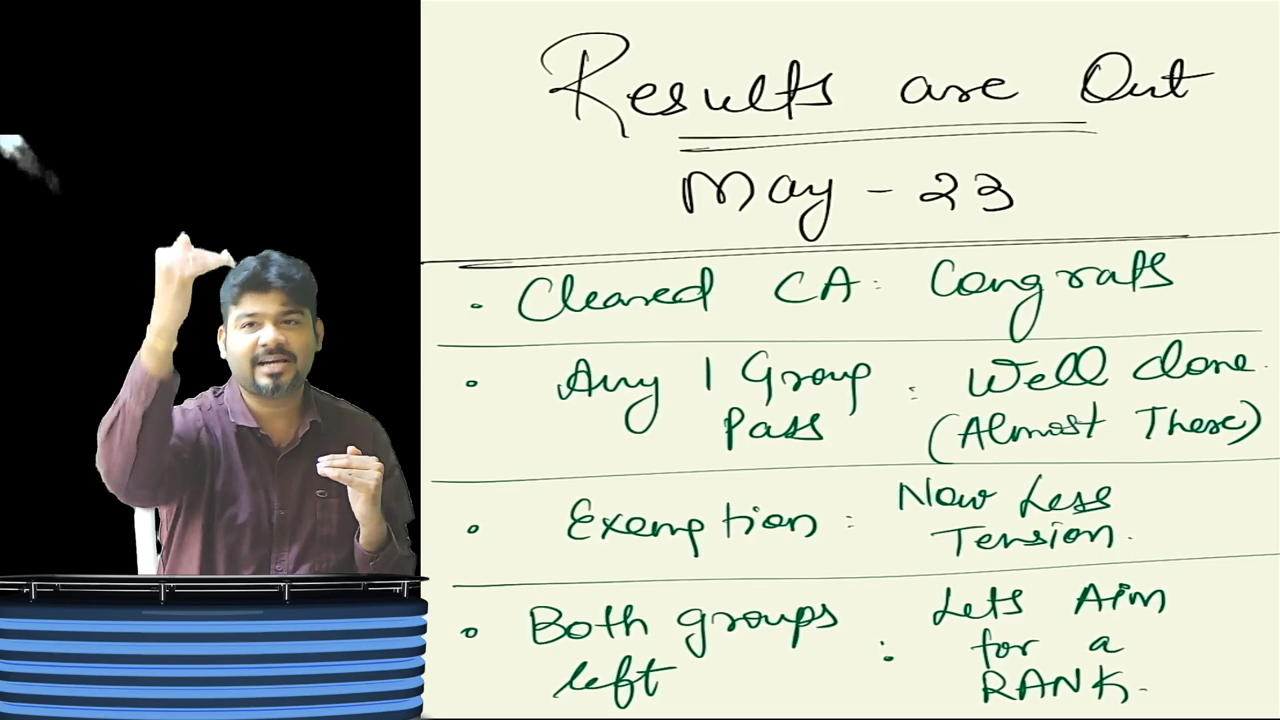 Results are Out
May - 23
• Cleared CA : Congrats
• Any 1 Group : Well done.
Pass (Almost There)
• Exemption : Now Less
Tension.
• Both groups : Lets Aim
left for a
RANK.